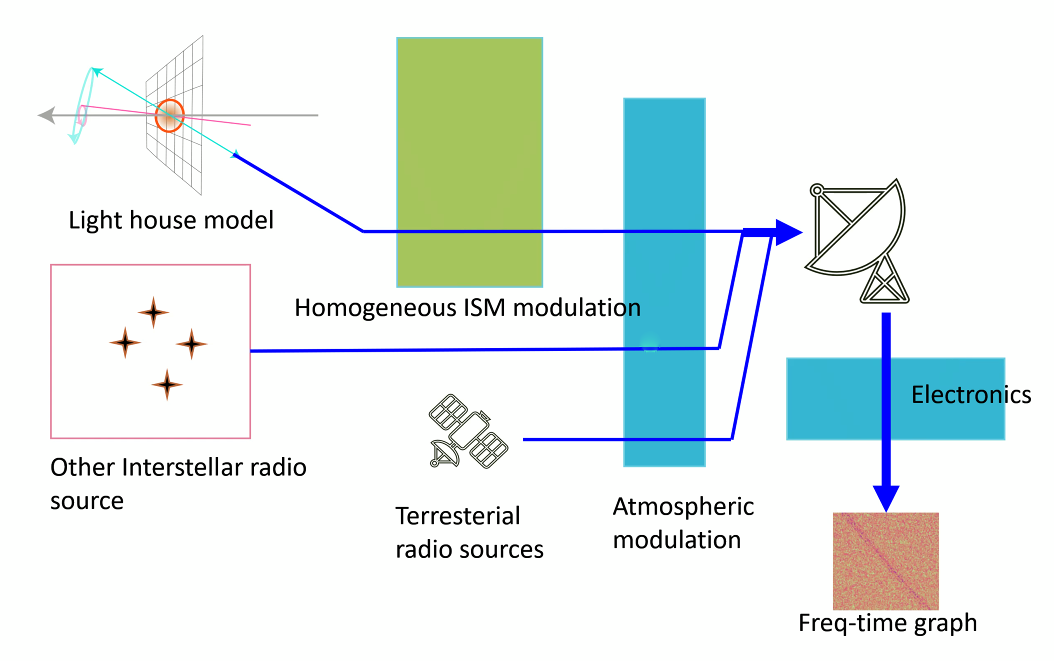 Light house model
Homogeneous ISM modulation
Electronics
Other Interstellar radio
source
Terresterial
radio sources
Atmospheric
modulation
Freq-time graph